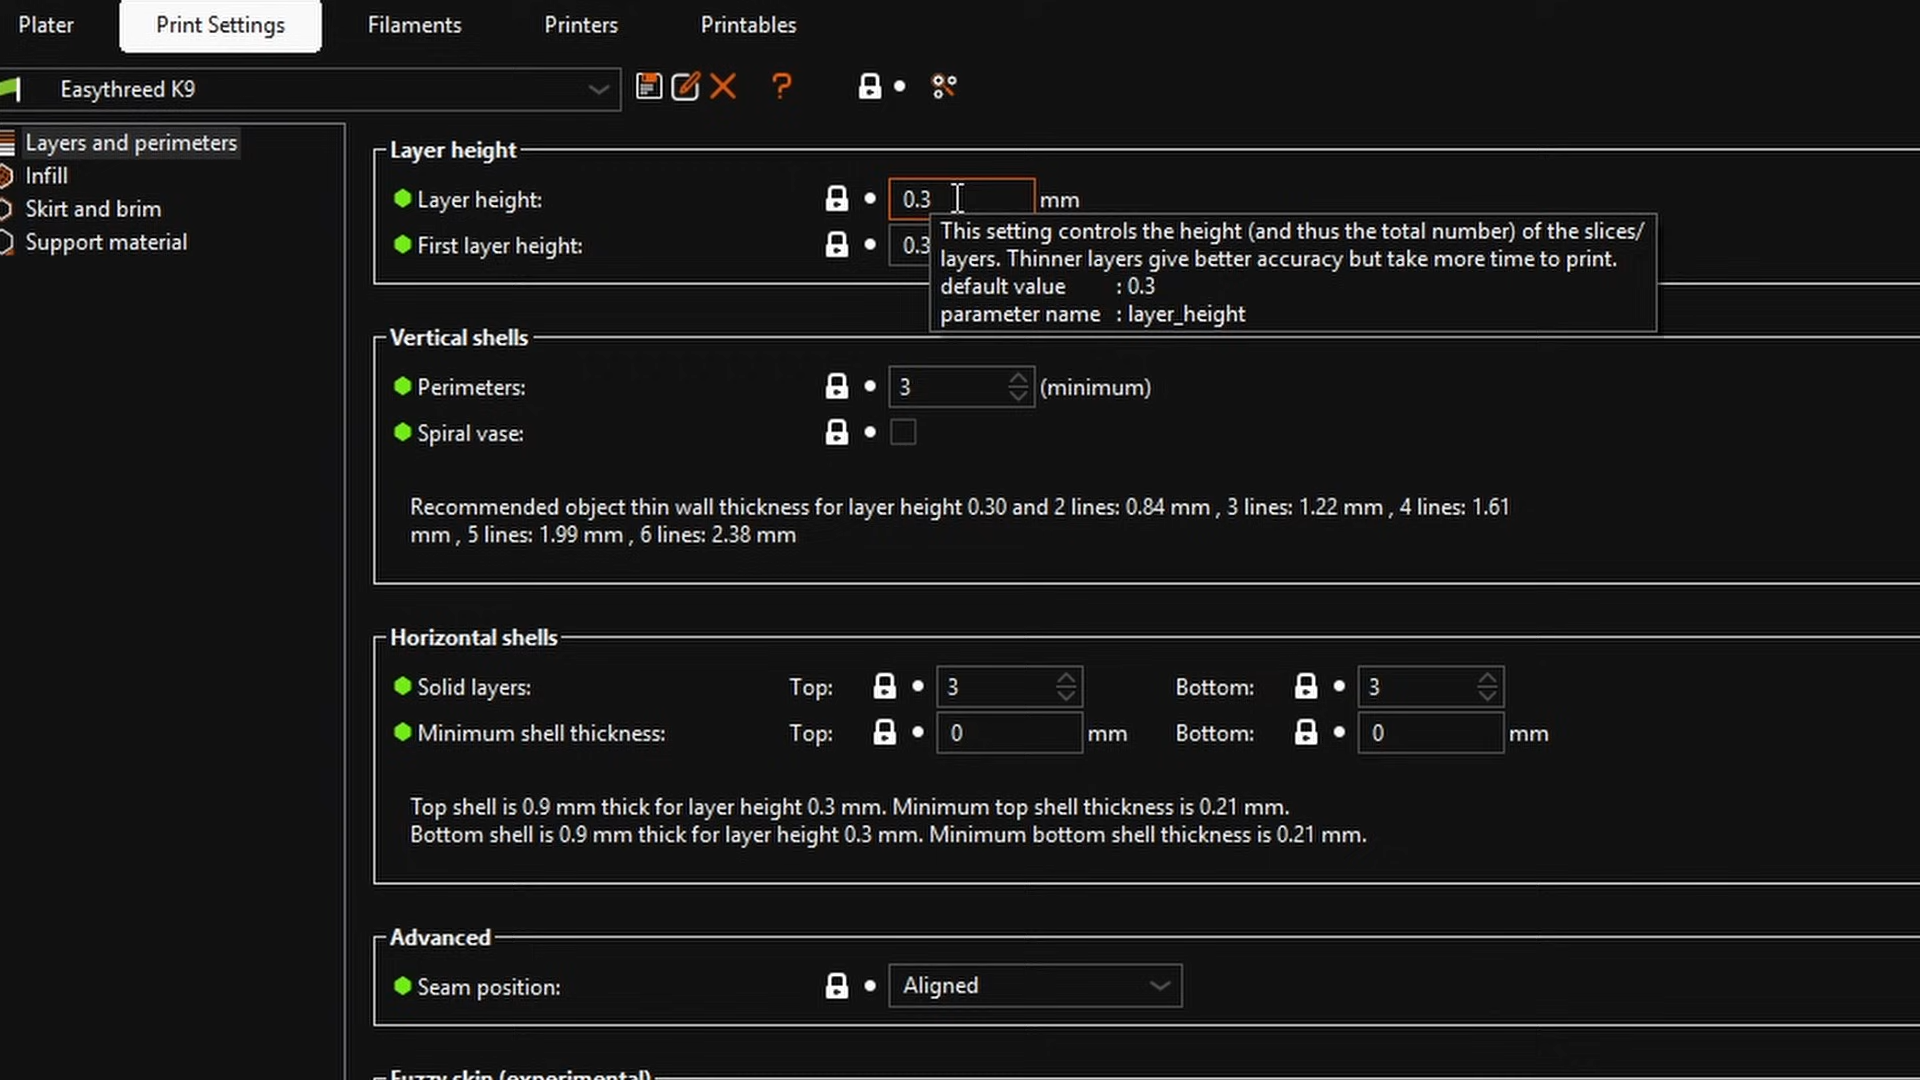 Plater Print Settings Filaments Printers Printables
Easythreed K9 ?
Layers and perimeters
Infill
Skirt and brim
Support material
Layer height
Layer height: 0.3 mm
First layer height: 0.3
This setting controls the height (and thus the total number) of the slices/
layers. Thinner layers give better accuracy but take more time to print.
default value : 0.3
parameter name : layer_height
Vertical shells
Perimeters: 3 (minimum)
Spiral vase:
Recommended object thin wall thickness for layer height 0.30 and 2 lines: 0.84 mm , 3 lines: 1.22 mm , 4 lines: 1.61
mm , 5 lines: 1.99 mm , 6 lines: 2.38 mm
Horizontal shells
Solid layers: Top: 3 Bottom: 3
Minimum shell thickness: Top: 0 mm Bottom: 0 mm
Top shell is 0.9 mm thick for layer height 0.3 mm. Minimum top shell thickness is 0.21 mm.
Bottom shell is 0.9 mm thick for layer height 0.3 mm. Minimum bottom shell thickness is 0.21 mm.
Advanced
Seam position: Aligned
Fuzzy skin (experimental)